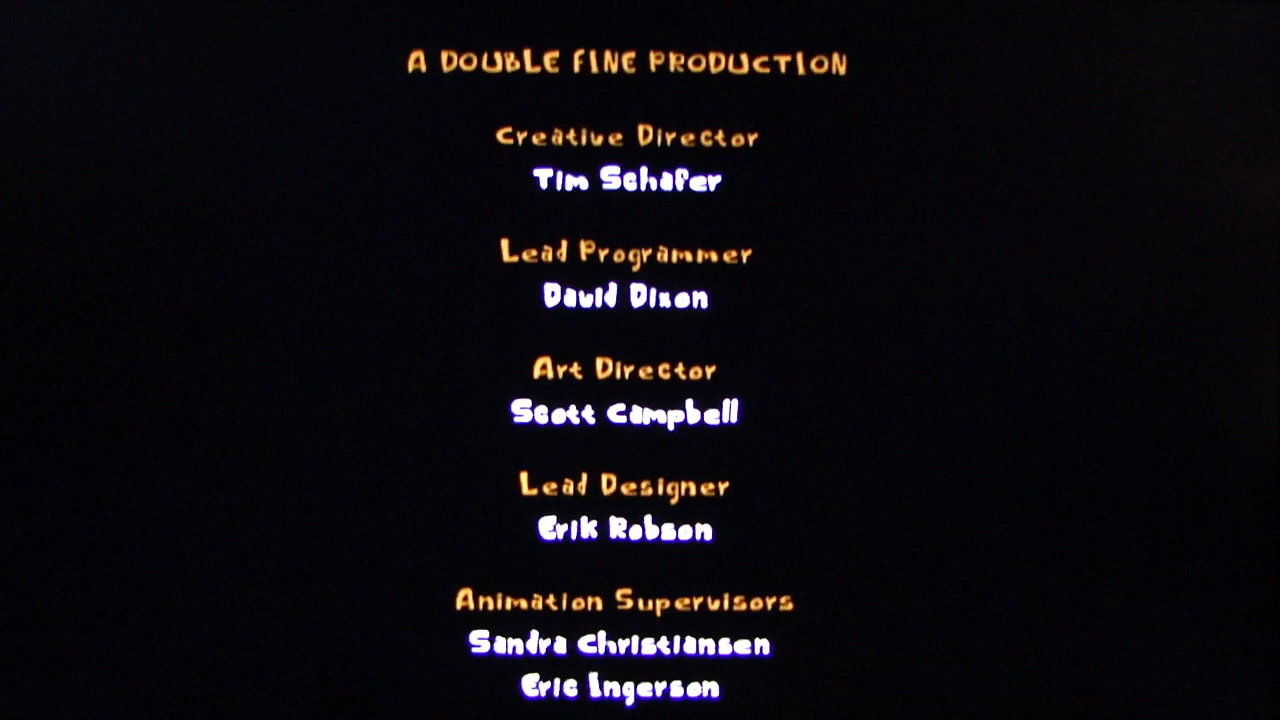 A DOUBLE FINE PRODUCTION
Creative Director
Tim Schafer
Lead Programmer
David Dixon
Art Director
Scott Campbell
Lead Designer
Erik Robson
Animation Supervisors
Sandra Christiansen
Eric Ingerson